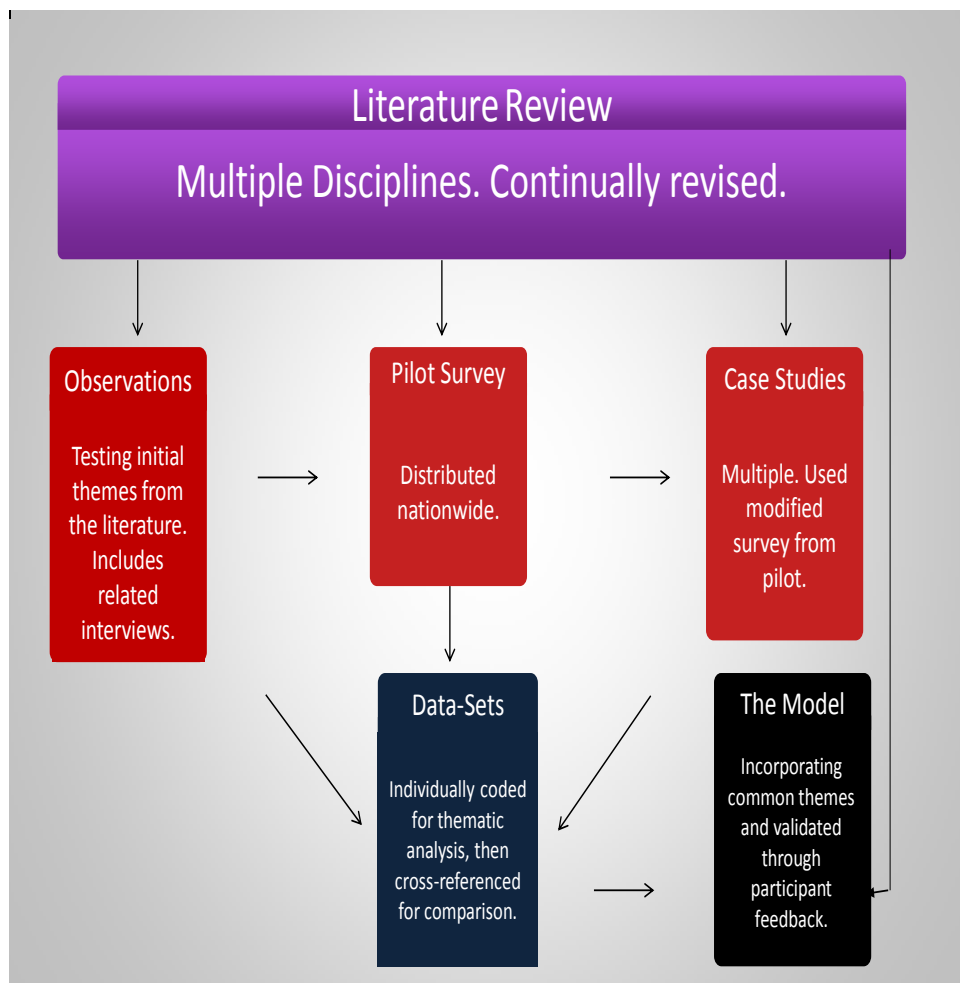 Literature Review
Multiple Disciplines. Continually revised.
Observations
Testing initial
themes from
the literature.
Includes
related
interviews.
Pilot Survey
Distributed
nationwide.
Case Studies
Multiple. Used
modified
survey from
pilot.
Data-Sets
Individually coded
for thematic
analysis, then
cross-referenced
for comparison.
The Model
Incorporating
common themes
and validated
through
participant
feedback.